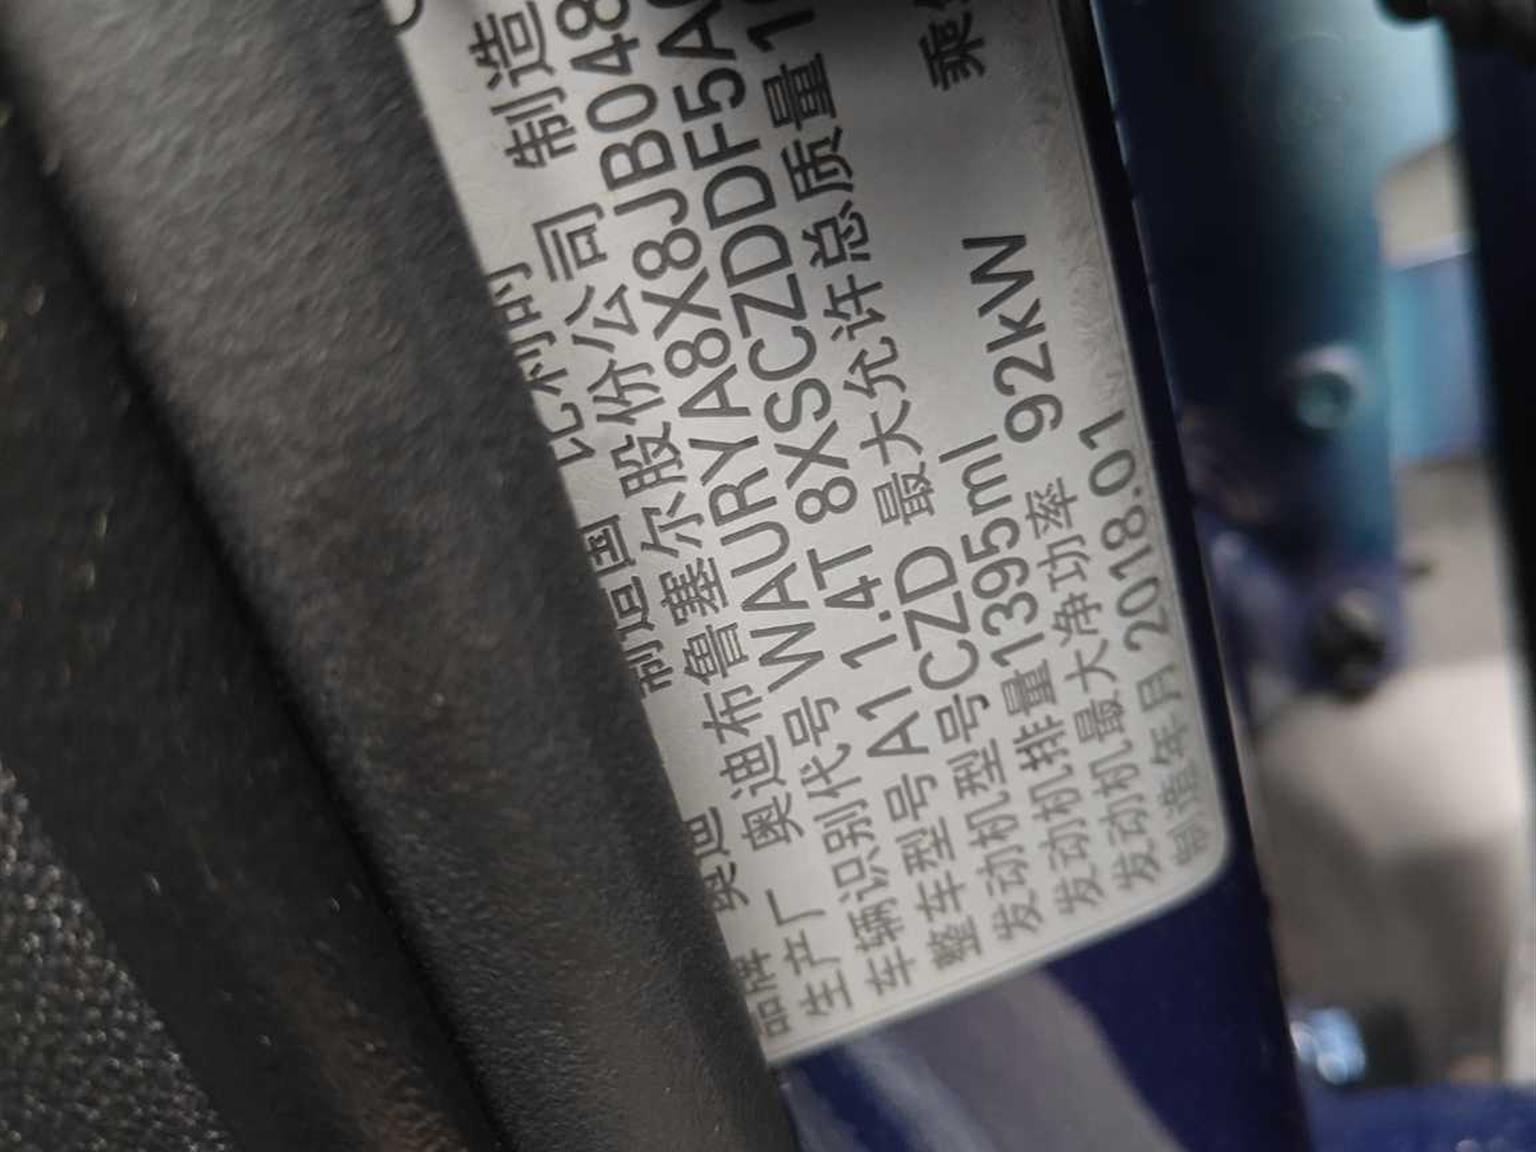 品牌 奥迪 制造国 比利时
生产厂 奥迪布鲁塞尔股份公司 制造
车辆识别代号 WAURYA8X8JB048
整车型号 A1 1.4T 8XSCZDDF5A
发动机型号 CZD 最大允许总质量 1
发动机排量 1395ml 乘
发动机最大净功率 92kW
制造年月 2018.01